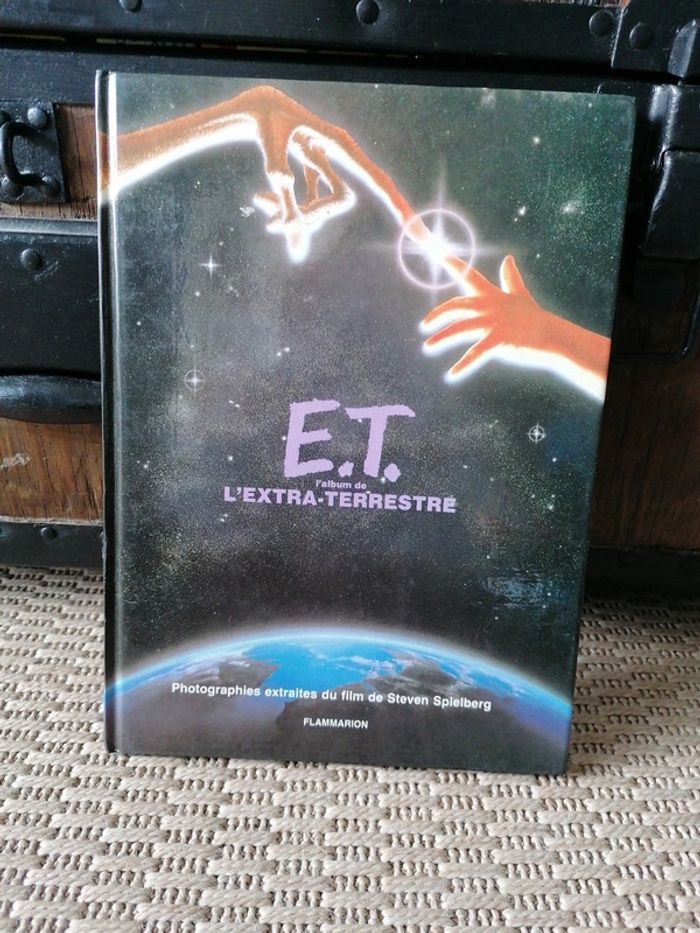 E.T.
l'album de
L'EXTRA-TERRESTRE
Photographies extraites du film de Steven Spielberg
FLAMMARION